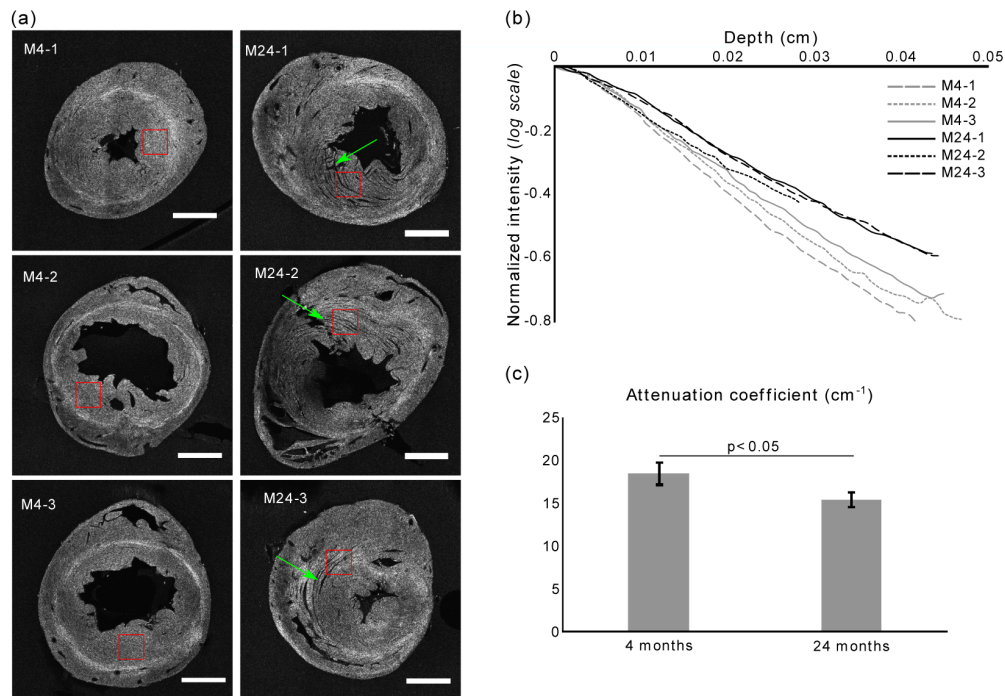 (a)
M4-1
M24-1
M4-2
M24-2
M4-3
M24-3
(b)
Depth (cm)
0 0.01 0.02 0.03 0.04 0.05
Normalized intensity (log scale)
-0.2
-0.4
-0.6
-0.8
M4-1
M4-2
M4-3
M24-1
M24-2
M24-3
(c)
Attenuation coefficient (cm⁻¹)
25
20
15
10
5
0
p<0.05
4 months
24 months